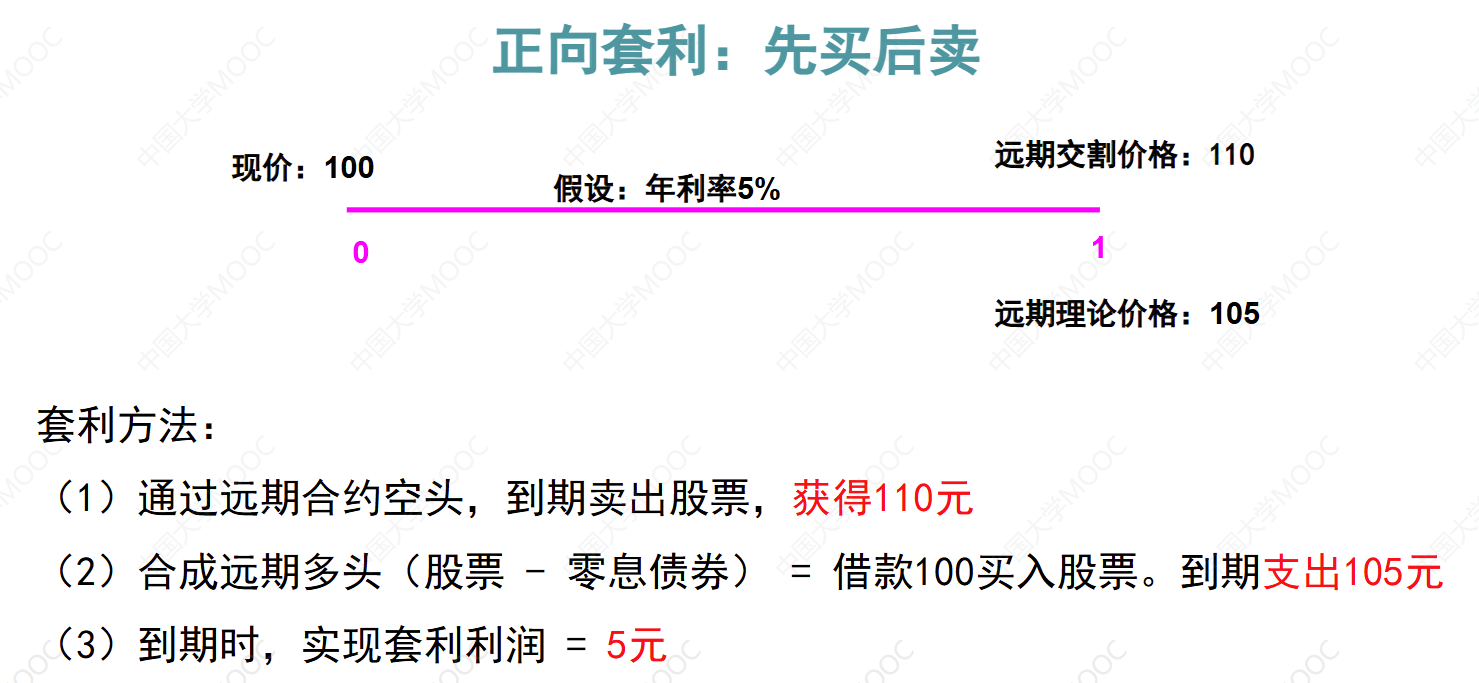 正向套利：先买后卖
现价：100
远期交割价格：110
假设：年利率5%
0
1
远期理论价格：105
套利方法：
（1）通过远期合约空头，到期卖出股票，获得110元
（2）合成远期多头（股票 - 零息债券） = 借款100买入股票。到期支出105元
（3）到期时，实现套利利润 = 5元
中国大学MOOC